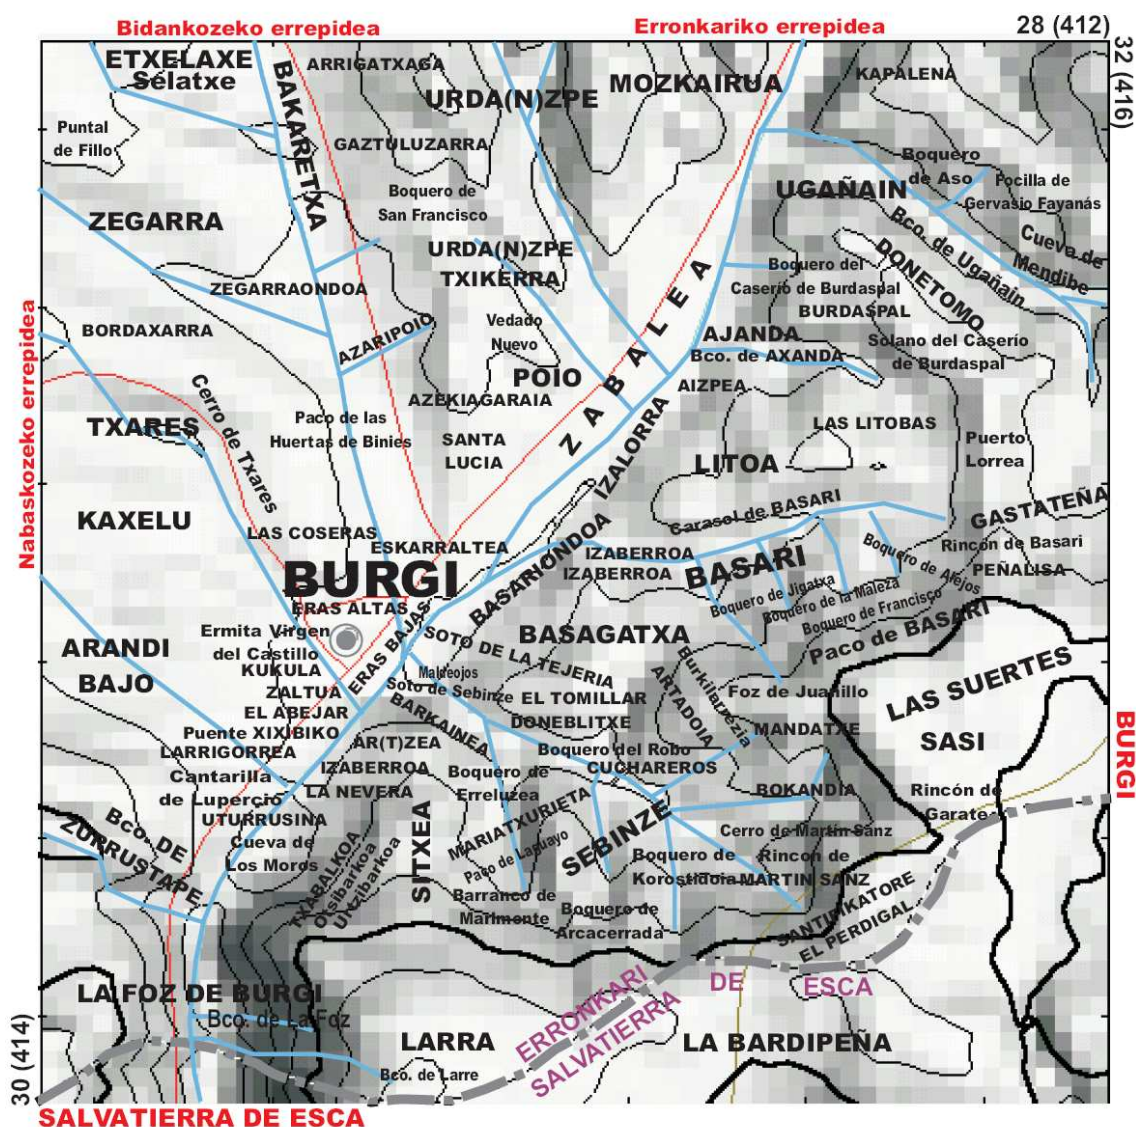 Bidankozeko errepidea
Erronkariko errepidea
28 (412)
32 (416)
ETXELAXE
Sélatxe
BAKARETXA
ARRIGATXAGA
URDA(N)ZPE
MOZKAIRUA
KAPALENA
Puntal
de Fillo
GAZTULUZARRA
Boquero
de Aso
Focilla de
Gervasio Fayanás
UGAÑAIN
Boquero de
San Francisco
ZEGARRA
Bco. de Ugañain
Cueva de
Mendibe
DONETOMO
URDA(N)ZPE
TXIKERRA
Boquero del
Caserío de Burdaspal
BURDASPAL
ZEGARRAONDOA
ZABALEA
Nabaskozeko errepidea
BORDAXARRA
AZARIPOIO
Vedado
Nuevo
AJANDA
Bco. de AXANDA
Solano del Caserío
de Burdaspal
POIO
AIZPEA
AZEKIAGARAIA
Cerro de Txares
TXARES
Paco de las
Huertas de Binies
SANTA
LUCIA
IZALORRA
LAS LITOBAS
LITOA
Puerto
Lorrea
KAXELU
Carasol de BASARI
GASTATEÑA
LAS COSERAS
ESKARRALTEA
BASARIONDOA
IZABERROA
IZABERROA
BASARI
Rincón de Basari
PEÑALISA
Boquero de Alejos
BURGI
ERAS ALTAS
Boquero de Jigatxa
Boquero de la Maleza
Boquero de Francisco
Paco de BASARI
Ermita Virgen
del Castillo
ERAS BAJAS
SOTO DE LA TEJERIA
BASAGATXA
ARANDI
BAJO
KUKULA
ZALTUA
Malreojos
Soto de Sebinze
EL TOMILLAR
ARTADOIA
Burkilarrezia
Foz de Juanillo
LAS SUERTES
SASI
EL ABEJAR
BARKAINEA
DONEBLITXE
MANDATXE
BURGI
Puente XIXIBIKO
LARRIGORREA
AR(T)ZEA
Boquero del Robo
CUCHAREROS
IZABERROA
LA NEVERA
Boquero de
Erreluzea
ROKANDIA
Rincón de
Garate
Cantarilla
de Lupercio
UTURRUSINA
MARIATXURIETA
SEBINZE
Cerro de Martín Sanz
Bco. DE
ZURRUSTAPE
Cueva de
Los Moros
TXABALKOA
Otsibarkoa
Uktzibarkoa
SITXEA
Paco de Laguayo
Boquero de
Korostidoia
Rincón de
MARTIN SANZ
Barranco de
Marimonte
Boquero de
Arcacerrada
SANTIPIKATORE
EL PERDIGAL
ERRONKARI
SALVATIERRA
DE
ESCA
LA FOZ DE BURGI
Bco. de La Foz
LARRA
LA BARDIPEÑA
Bco. de Larre
30 (414)
SALVATIERRA DE ESCA